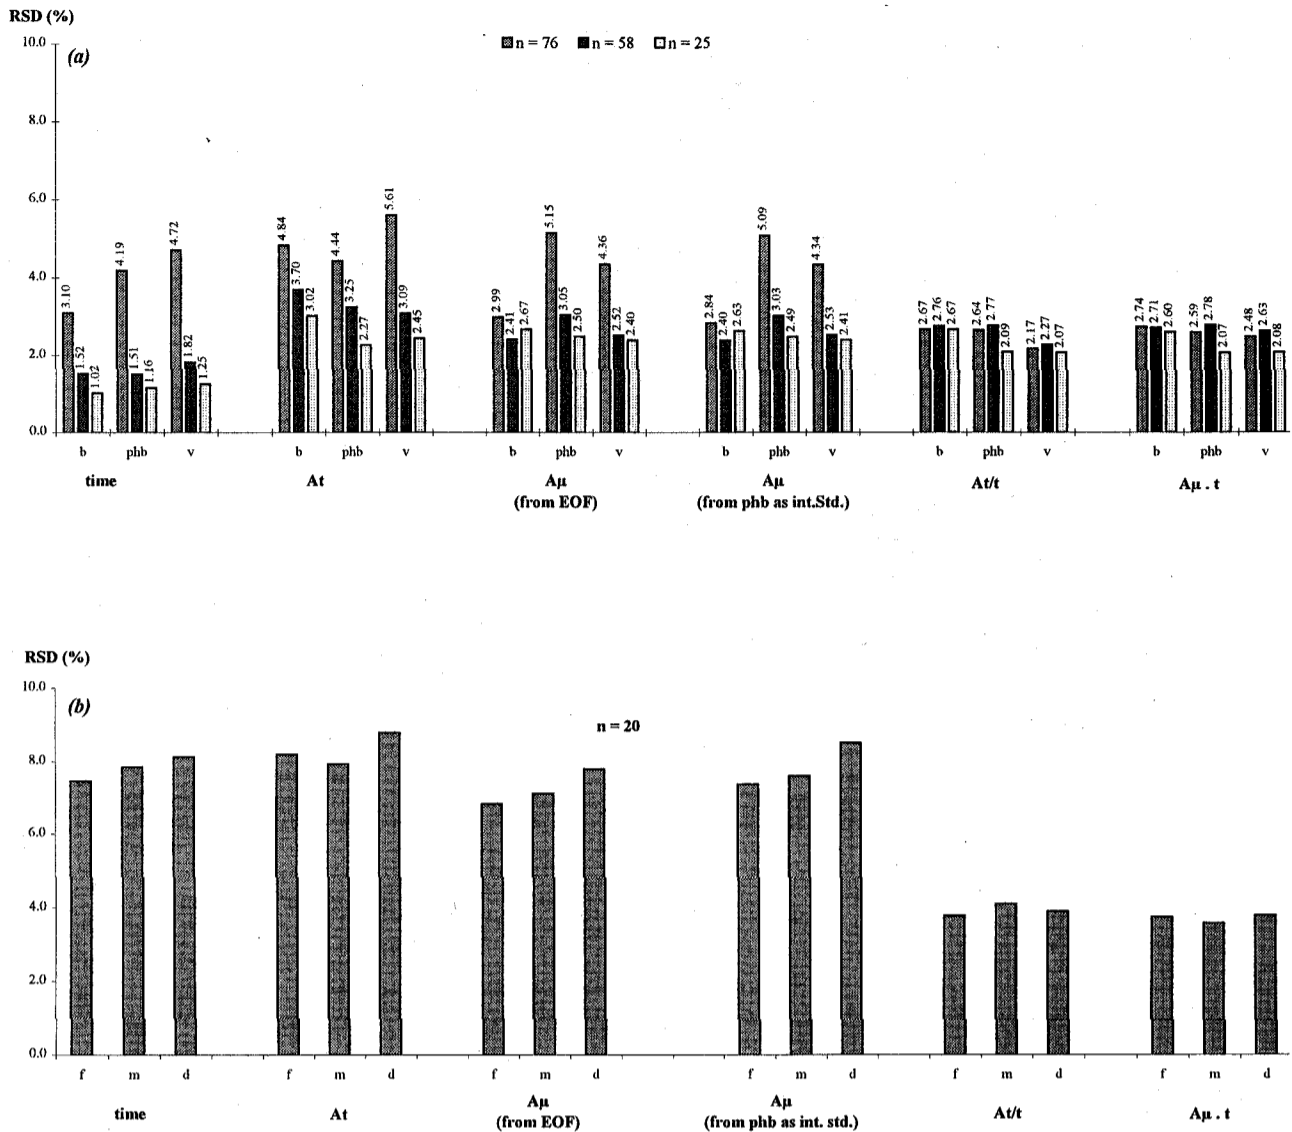 RSD (%)
(a)
n = 76 n = 58 n = 25
10.0
8.0
6.0
4.0
2.0
0.0
3.10 1.52 1.02 4.19 1.51 1.16 4.72 1.82 1.25
4.84 3.70 3.02 4.44 3.25 2.27 5.61 3.09 2.45
2.99 2.41 2.67 5.15 3.05 2.50 4.36 2.52 2.40
2.84 2.40 2.63 5.09 3.03 2.49 4.34 2.53 2.41
2.67 2.76 2.67 2.64 2.77 2.09 2.17 2.27 2.07
2.74 2.71 2.60 2.59 2.78 2.07 2.48 2.63 2.08
b phb v b phb v b phb v b phb v b phb v b phb v
time At Aμ Aμ At/t Aμ . t
(from EOF) (from phb as int.Std.)
RSD (%)
(b)
n = 20
10.0
8.0
6.0
4.0
2.0
0.0
f m d f m d f m d f m d f m d f m d
time At Aμ Aμ At/t Aμ . t
(from EOF) (from phb as int. std.)